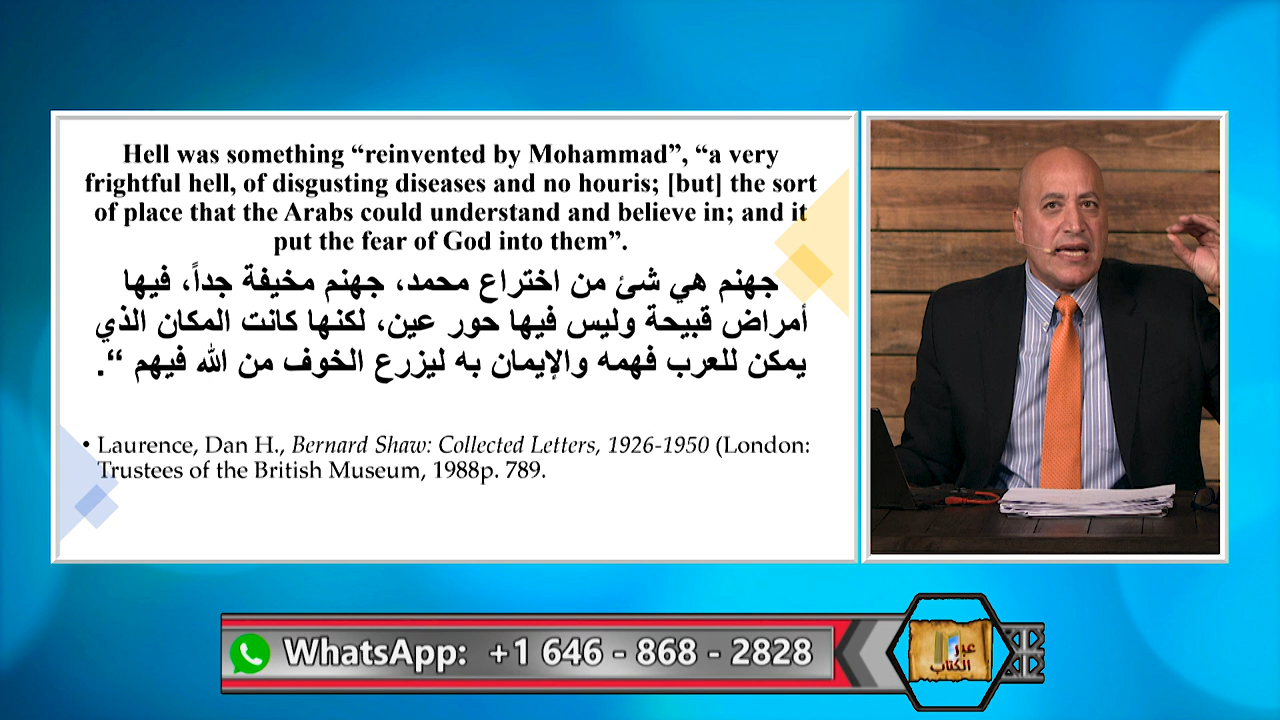 Hell was something “reinvented by Mohammad”, “a very
frightful hell, of disgusting diseases and no houris; [but] the sort
of place that the Arabs could understand and believe in; and it
put the fear of God into them”.
جهنم هي شئ من اختراع محمد، جهنم مخيفة جداً، فيها
أمراض قبيحة وليس فيها حور عين، لكنها كانت المكان الذي
يمكن للعرب فهمه والإيمان به ليزرع الخوف من الله فيهم “.
• Laurence, Dan H., Bernard Shaw: Collected Letters, 1926-1950 (London:
Trustees of the British Museum, 1988p. 789.
WhatsApp: +1 646 - 868 - 2828
عبر
الكتاب